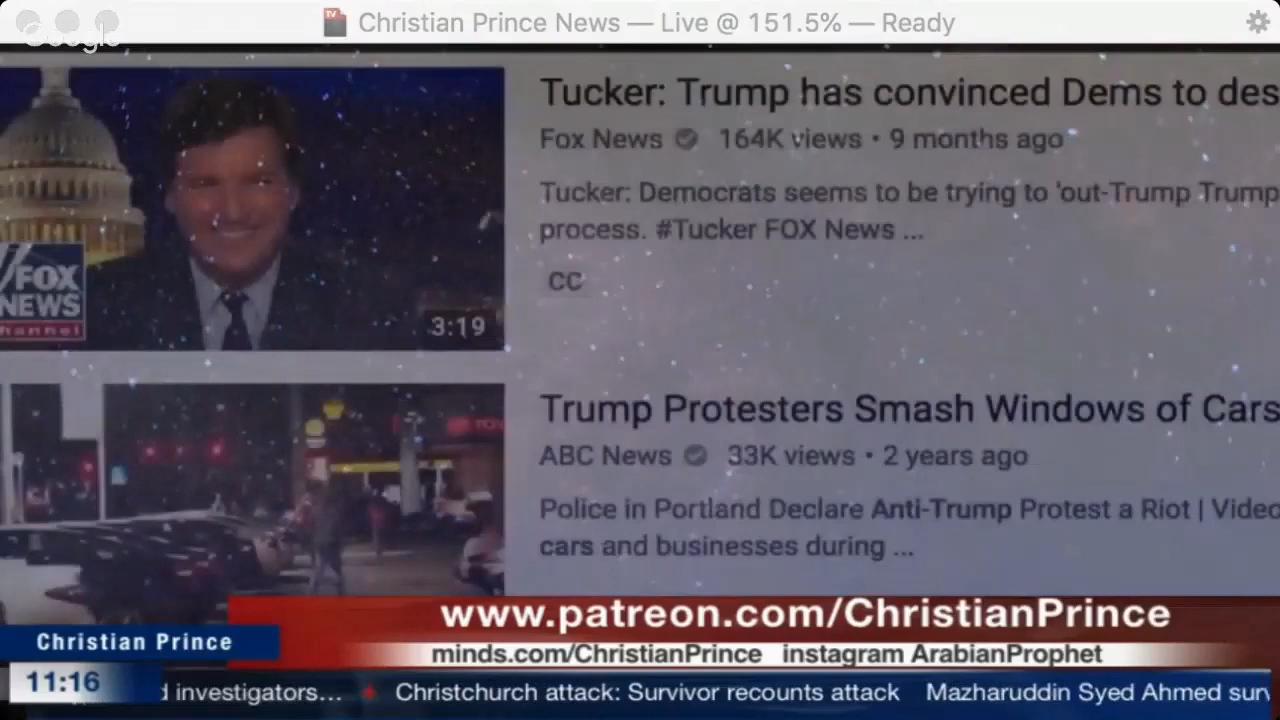 Christian Prince News — Live @ 151.5% — Ready
Google
Tucker: Trump has convinced Dems to des
Fox News 164K views • 9 months ago
Tucker: Democrats seems to be trying to 'out-Trump Trump
process. #Tucker FOX News ...
CC
FOX
NEWS
channel
3:19
Trump Protesters Smash Windows of Cars
ABC News 33K views • 2 years ago
Police in Portland Declare Anti-Trump Protest a Riot | Video
cars and businesses during ...
www.patreon.com/ChristianPrince
Christian Prince
minds.com/ChristianPrince instagram ArabianProphet
11:16
d investigators... Christchurch attack: Survivor recounts attack Mazharuddin Syed Ahmed surv